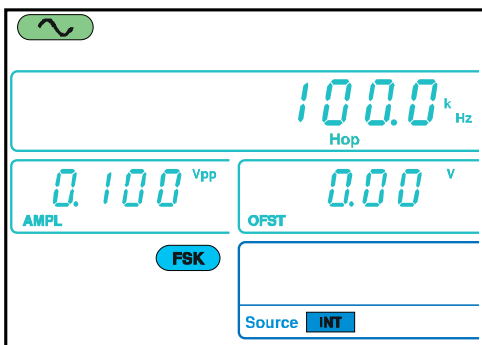 100.0 k Hz
Hop
0.100 Vpp
AMPL
0.00 V
OFST
FSK
Source INT